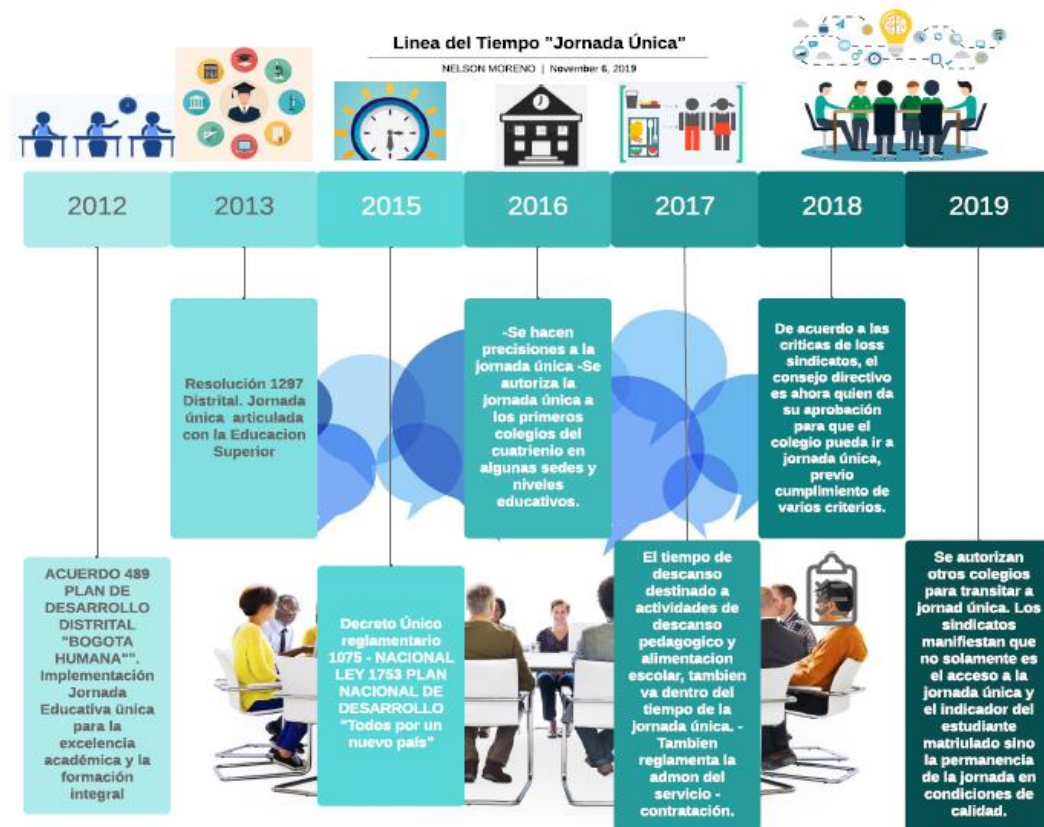 Linea del Tiempo "Jornada Única"
NELSON MORENO | November 6, 2019
2012
2013
2015
2016
2017
2018
2019
Resolución 1297
Distrital. Jornada
única articulada
con la Educacion
Superior
-Se hacen
precisiones a la
jornada única -Se
autoriza la
jornada única a
los primeros
colegios del
cuatrienio en
algunas sedes y
niveles
educativos.
De acuerdo a las
criticas de loss
sindicatos, el
consejo directivo
es ahora quien da
su aprobación
para que el
colegio pueda ir a
jornada única,
previo
cumplimiento de
varios criterios.
ACUERDO 489
PLAN DE
DESARROLLO
DISTRITAL
"BOGOTA
HUMANA"".
Implementación
Jornada
Educativa única
para la
excelencia
académica y la
formación
integral
Decreto Único
reglamentario
1075 - NACIONAL
LEY 1753 PLAN
NACIONAL DE
DESARROLLO
"Todos por un
nuevo país"
El tiempo de
descanso
destinado a
actividades de
descanso
pedagogico y
alimentacion
escolar, tambien
va dentro del
tiempo de la
jornada única. -
Tambien
reglamenta la
admon del
servicio -
contratación.
Se autorizan
otros colegios
para transitar a
jornad única. Los
sindicatos
manifiestan que
no solamente es
el acceso a la
jornada única y
el indicador del
estudiante
matriulado sino
la permanencia
de la jornada en
condiciones de
calidad.